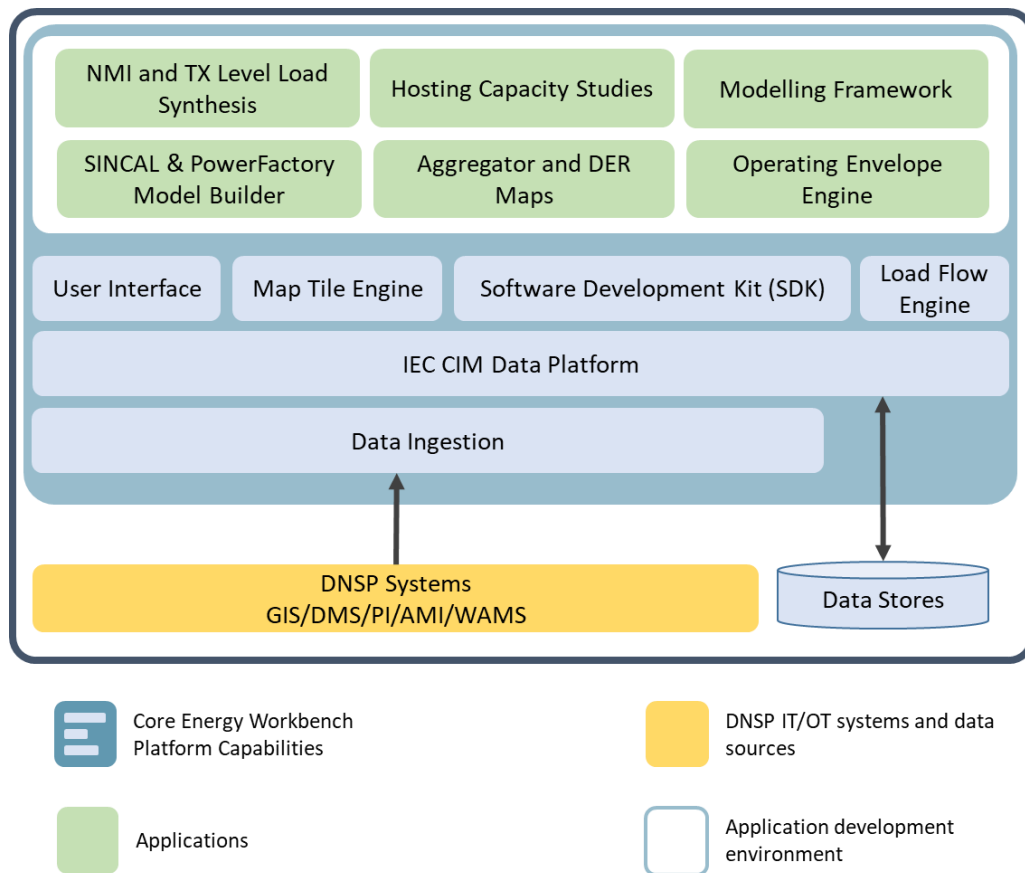 NMI and TX Level Load
Synthesis
Hosting Capacity Studies
Modelling Framework
SINCAL & PowerFactory
Model Builder
Aggregator and DER
Maps
Operating Envelope
Engine
User Interface
Map Tile Engine
Software Development Kit (SDK)
Load Flow
Engine
IEC CIM Data Platform
Data Ingestion
DNSP Systems
GIS/DMS/PI/AMI/WAMS
Data Stores
Core Energy Workbench
Platform Capabilities
DNSP IT/OT systems and data
sources
Applications
Application development
environment